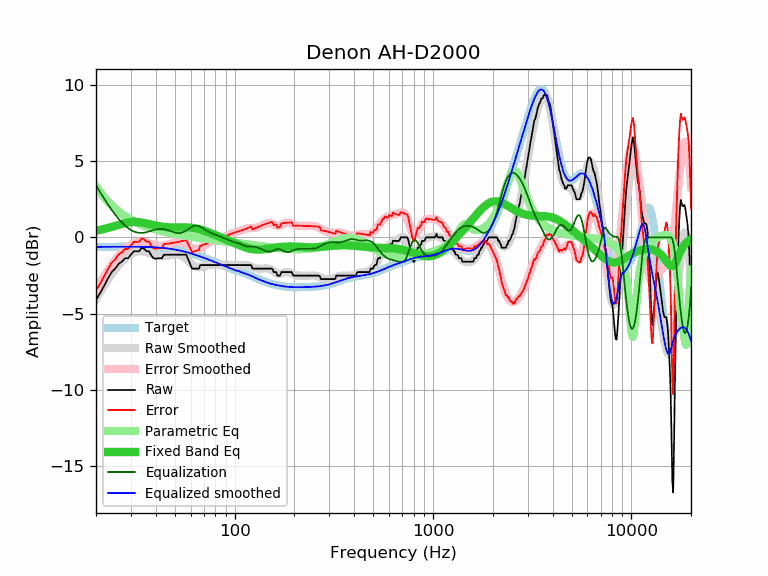 Denon AH-D2000
Amplitude (dBr)
10
5
0
−5
−10
−15
Target
Raw Smoothed
Error Smoothed
Raw
Error
Parametric Eq
Fixed Band Eq
Equalization
Equalized smoothed
100 1000 10000
Frequency (Hz)